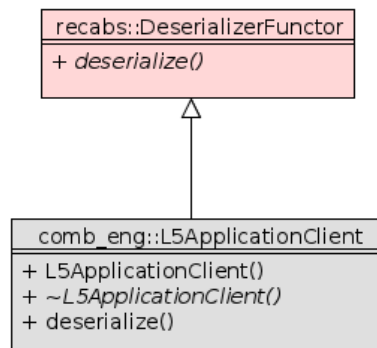 recabs::DeserializerFunctor
+ deserialize()
comb_eng::L5ApplicationClient
+ L5ApplicationClient()
+ ~L5ApplicationClient()
+ deserialize()